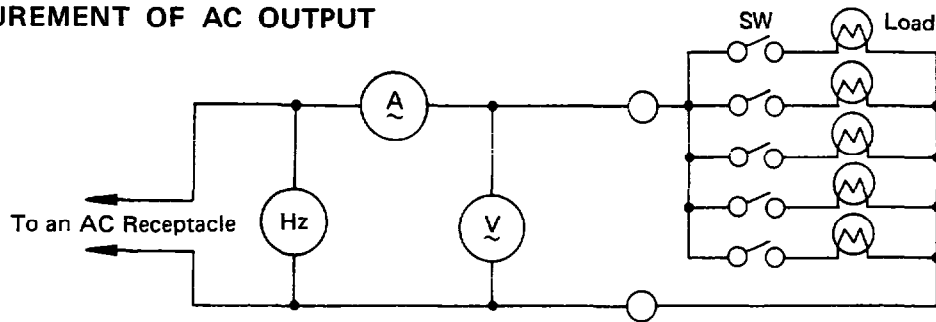 UREMENT OF AC OUTPUT
SW
Load
A
~
Hz
V
~
To an AC Receptacle